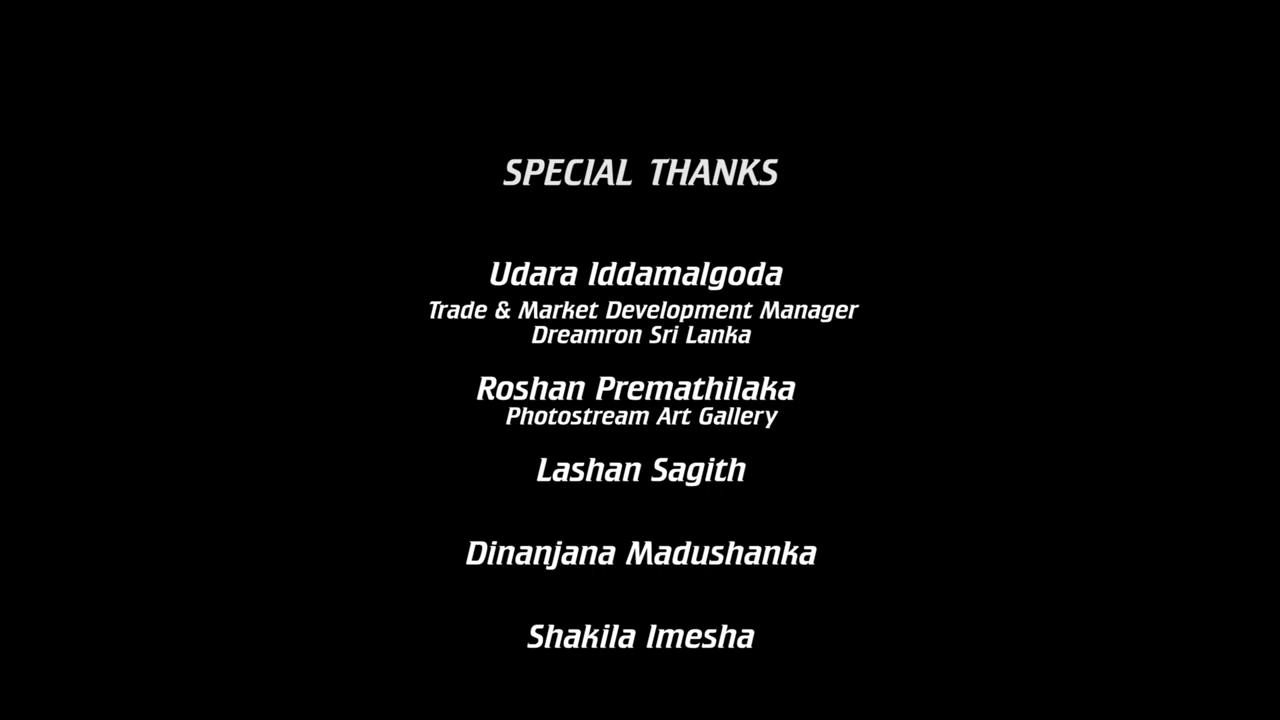 SPECIAL THANKS
Udara Iddamalgoda
Trade & Market Development Manager
Dreamron Sri Lanka
Roshan Premathilaka
Photostream Art Gallery
Lashan Sagith
Dinanjana Madushanka
Shakila Imesha